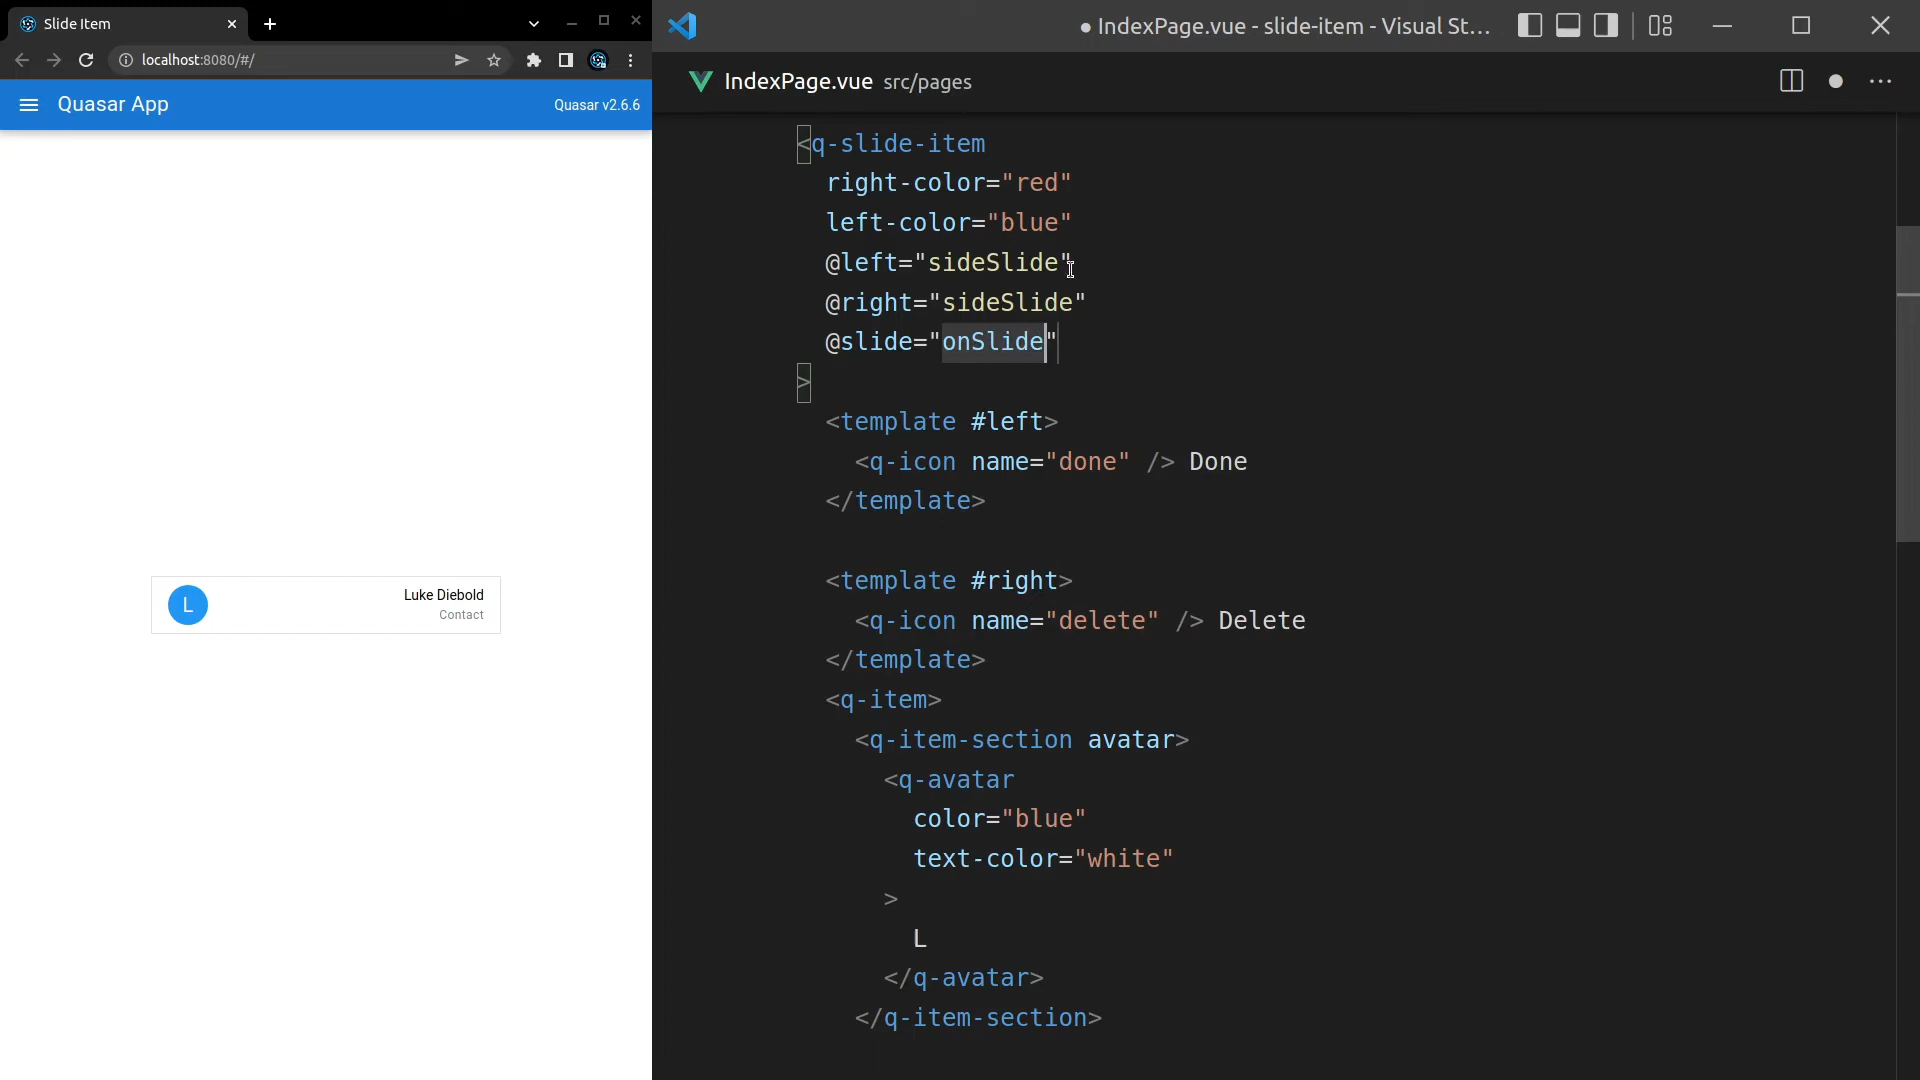 Slide Item
localhost:8080/#/
Quasar App
Quasar v2.6.6
L
Luke Diebold
Contact
● IndexPage.vue - slide-item - Visual St...
IndexPage.vue src/pages
<q-slide-item
right-color="red"
left-color="blue"
@left="sideSlide"
@right="sideSlide"
@slide="onSlide"
>
<template #left>
<q-icon name="done" /> Done
</template>
<template #right>
<q-icon name="delete" /> Delete
</template>
<q-item>
<q-item-section avatar>
<q-avatar
color="blue"
text-color="white"
>
L
</q-avatar>
</q-item-section>